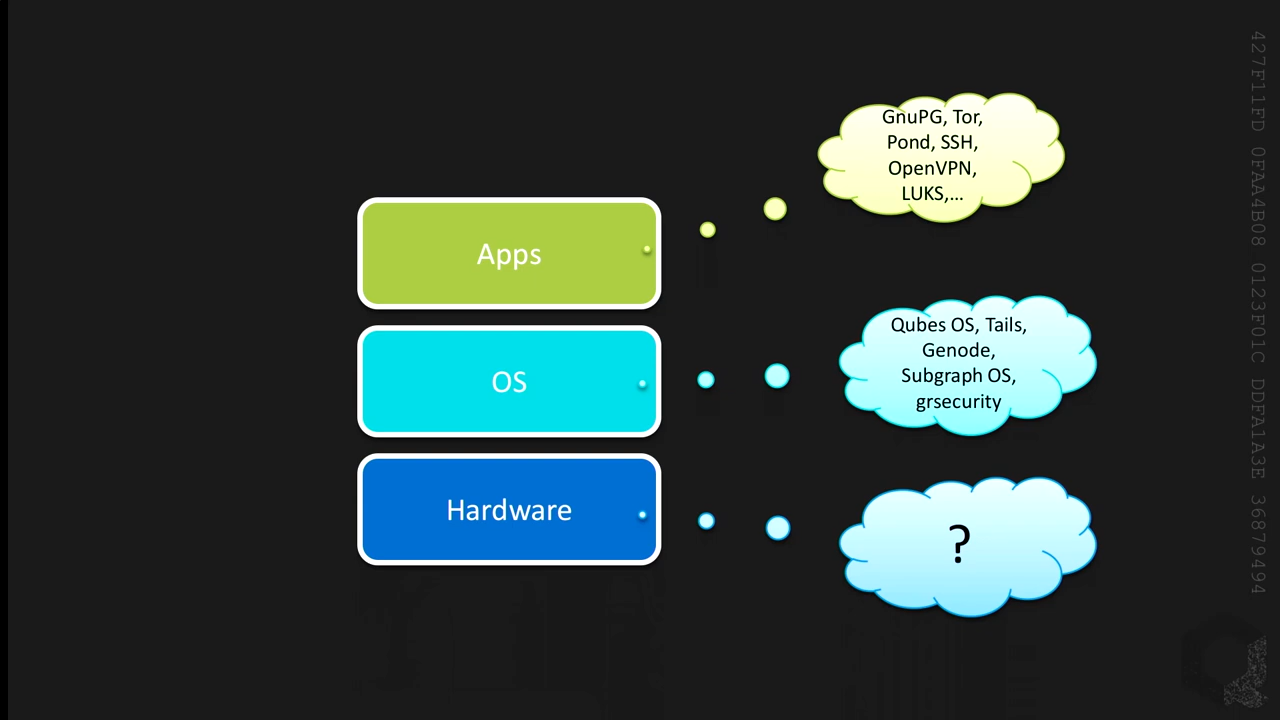 GnuPG, Tor,
Pond, SSH,
OpenVPN,
LUKS,...
Apps
Qubes OS, Tails,
Genode,
Subgraph OS,
grsecurity
OS
Hardware
?
427F11FD 0FAA4B08 0123F01C DDFA1A3E 36879494